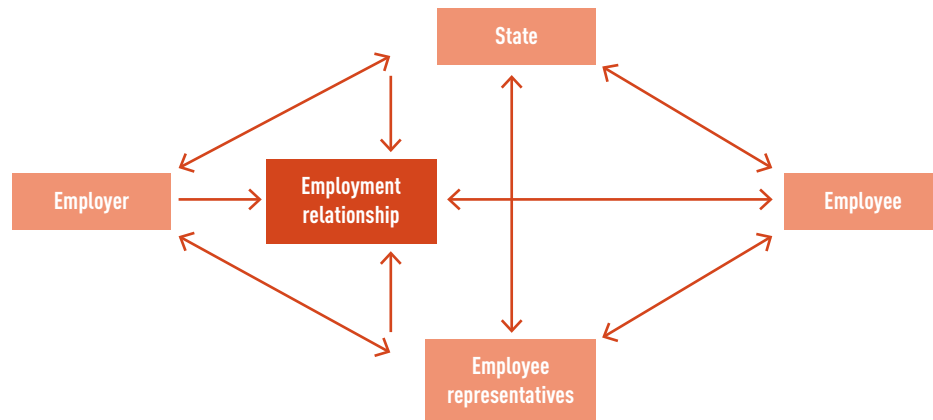 State
Employer
Employment
relationship
Employee
Employee
representatives